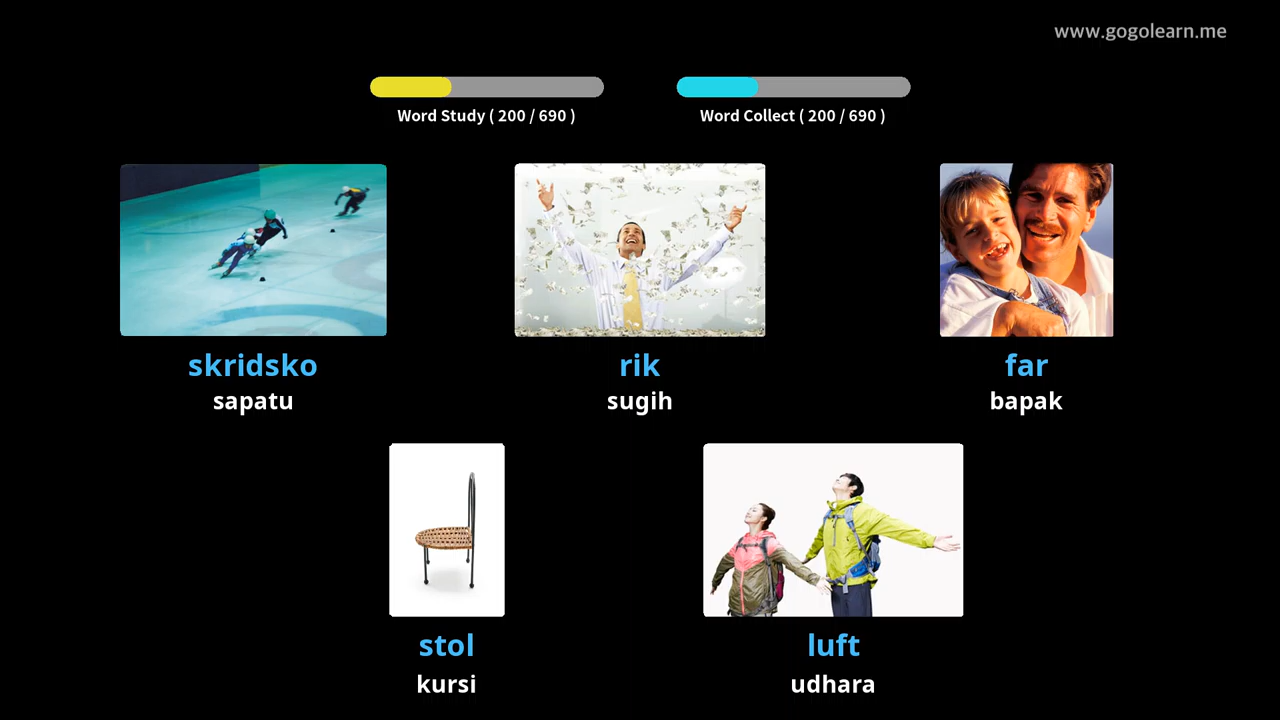 www.gogolearn.me
Word Study ( 200 / 690 )
Word Collect ( 200 / 690 )
skridsko
sapatu
rik
sugih
far
bapak
stol
kursi
luft
udhara